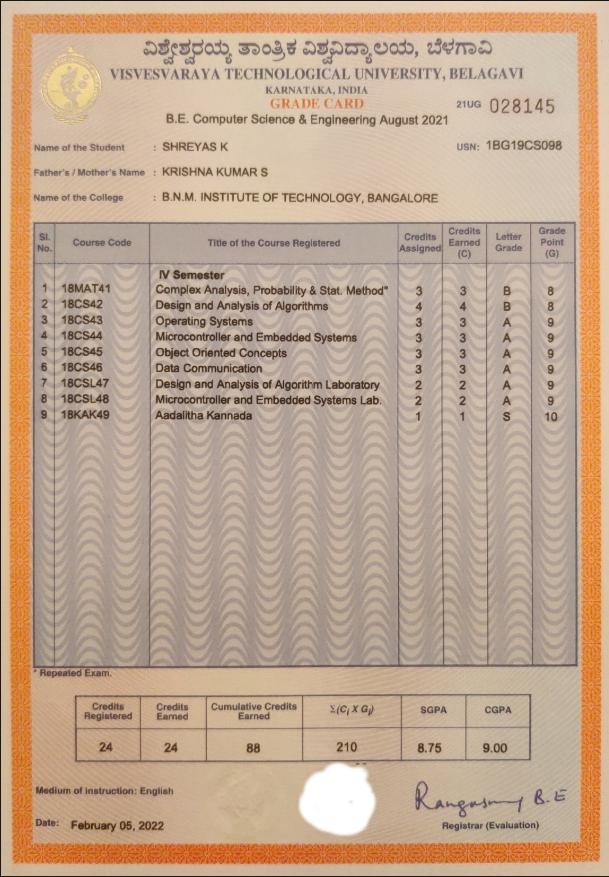 ವಿಶ್ವೇಶ್ವರಯ್ಯ ತಾಂತ್ರಿಕ ವಿಶ್ವವಿದ್ಯಾಲಯ, ಬೆಳಗಾವಿ
VISVESVARAYA TECHNOLOGICAL UNIVERSITY, BELAGAVI
KARNATAKA, INDIA
GRADE CARD 21UG 028145
B.E. Computer Science & Engineering August 2021
Name of the Student : SHREYAS K USN: 1BG19CS098
Father's / Mother's Name : KRISHNA KUMAR S
Name of the College : B.N.M. INSTITUTE OF TECHNOLOGY, BANGALORE
Sl. No. Course Code Title of the Course Registered Credits Assigned Credits Earned (C) Letter Grade Grade Point (G)
IV Semester
1 18MAT41 Complex Analysis, Probability & Stat. Method* 3 3 B 8
2 18CS42 Design and Analysis of Algorithms 4 4 B 8
3 18CS43 Operating Systems 3 3 A 9
4 18CS44 Microcontroller and Embedded Systems 3 3 A 9
5 18CS45 Object Oriented Concepts 3 3 A 9
6 18CS46 Data Communication 3 3 A 9
7 18CSL47 Design and Analysis of Algorithm Laboratory 2 2 A 9
8 18CSL48 Microcontroller and Embedded Systems Lab. 2 2 A 9
9 18KAK49 Aadalitha Kannada 1 1 S 10
* Repeated Exam.
Credits Registered Credits Earned Cumulative Credits Earned Σ(Ci X Gi) SGPA CGPA
24 24 88 210 8.75 9.00
Medium of instruction: English
B.E
Date: February 05, 2022 Registrar (Evaluation)